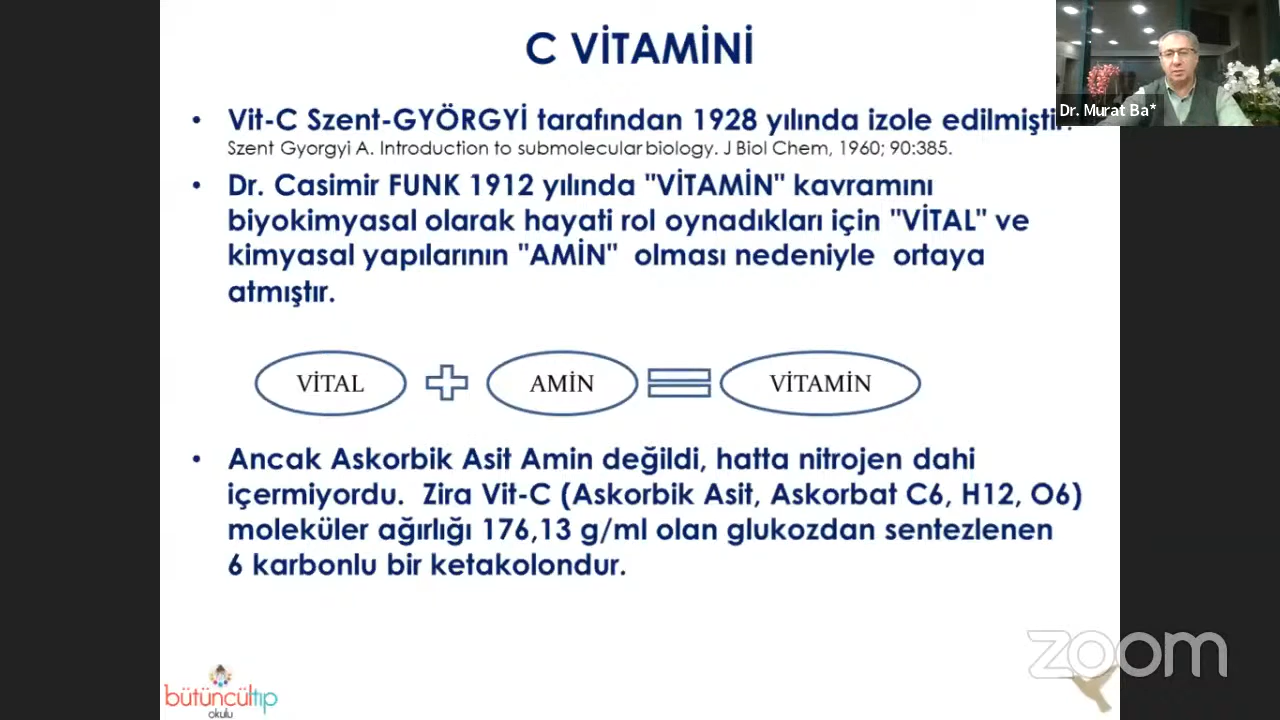 C VİTAMİNİ
Dr. Murat Ba*
• Vit-C Szent-GYÖRGYİ tarafından 1928 yılında izole edilmiştir.
Szent Gyorgyi A. Introduction to submolecular biology. J Biol Chem, 1960; 90:385.
• Dr. Casimir FUNK 1912 yılında "VİTAMİN" kavramını
biyokimyasal olarak hayati rol oynadıkları için "VİTAL" ve
kimyasal yapılarının "AMİN" olması nedeniyle ortaya
atmıştır.
VİTAL + AMİN = VİTAMİN
• Ancak Askorbik Asit Amin değildi, hatta nitrojen dahi
içermiyordu. Zira Vit-C (Askorbik Asit, Askorbat C6, H12, O6)
moleküler ağırlığı 176,13 g/ml olan glukozdan sentezlenen
6 karbonlu bir ketakolondur.
zoom
bütüncültıp
okulu